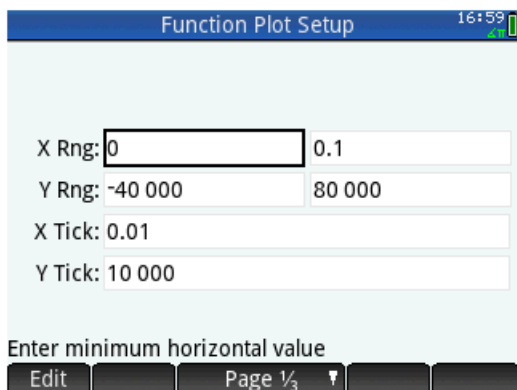 Function Plot Setup 16:59
∠π
X Rng: 0 0.1
Y Rng: -40 000 80 000
X Tick: 0.01
Y Tick: 10 000
Enter minimum horizontal value
Edit Page 1/3